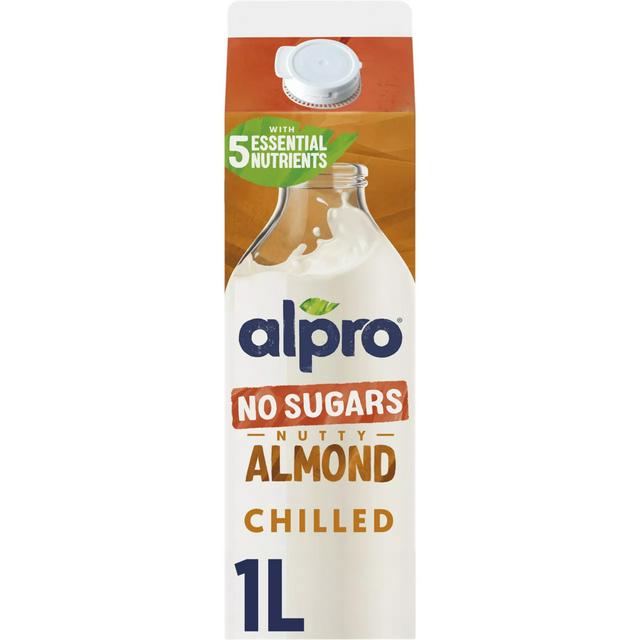 WITH
5 ESSENTIAL
NUTRIENTS
alpro®
NO SUGARS
NUTTY
ALMOND
CHILLED
1L